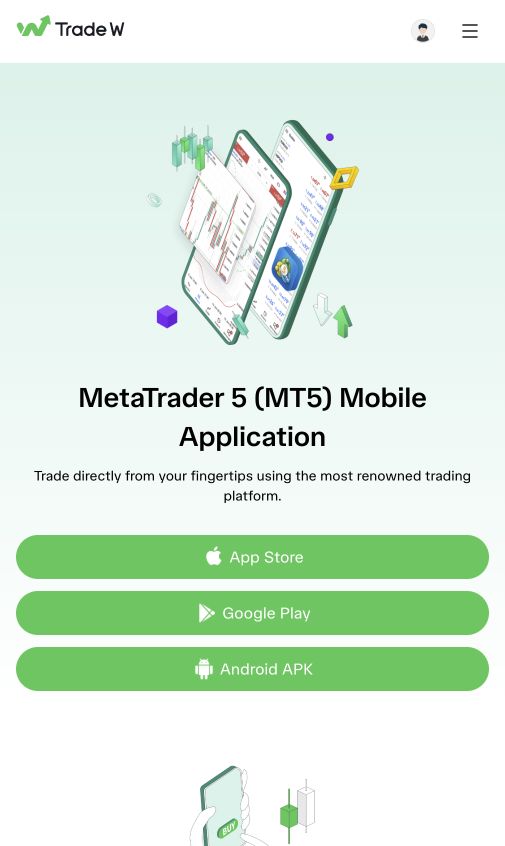 Trade W
MetaTrader 5 (MT5) Mobile
Application
Trade directly from your fingertips using the most renowned trading
platform.
App Store
Google Play
Android APK
BUY